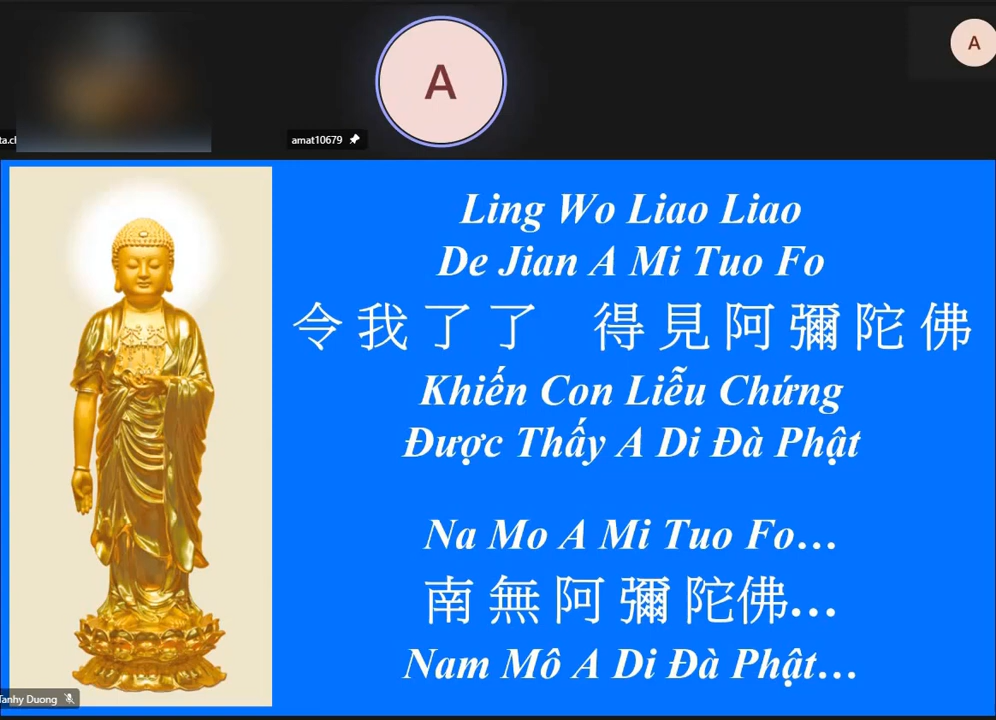 A
A
ta.cl
amat10679
Ling Wo Liao Liao
De Jian A Mi Tuo Fo
令我了了 得見阿彌陀佛
Khiến Con Liễu Chứng
Được Thấy A Di Đà Phật
Na Mo A Mi Tuo Fo...
南無阿彌陀佛...
Nam Mô A Di Đà Phật...
Tanhy Duong